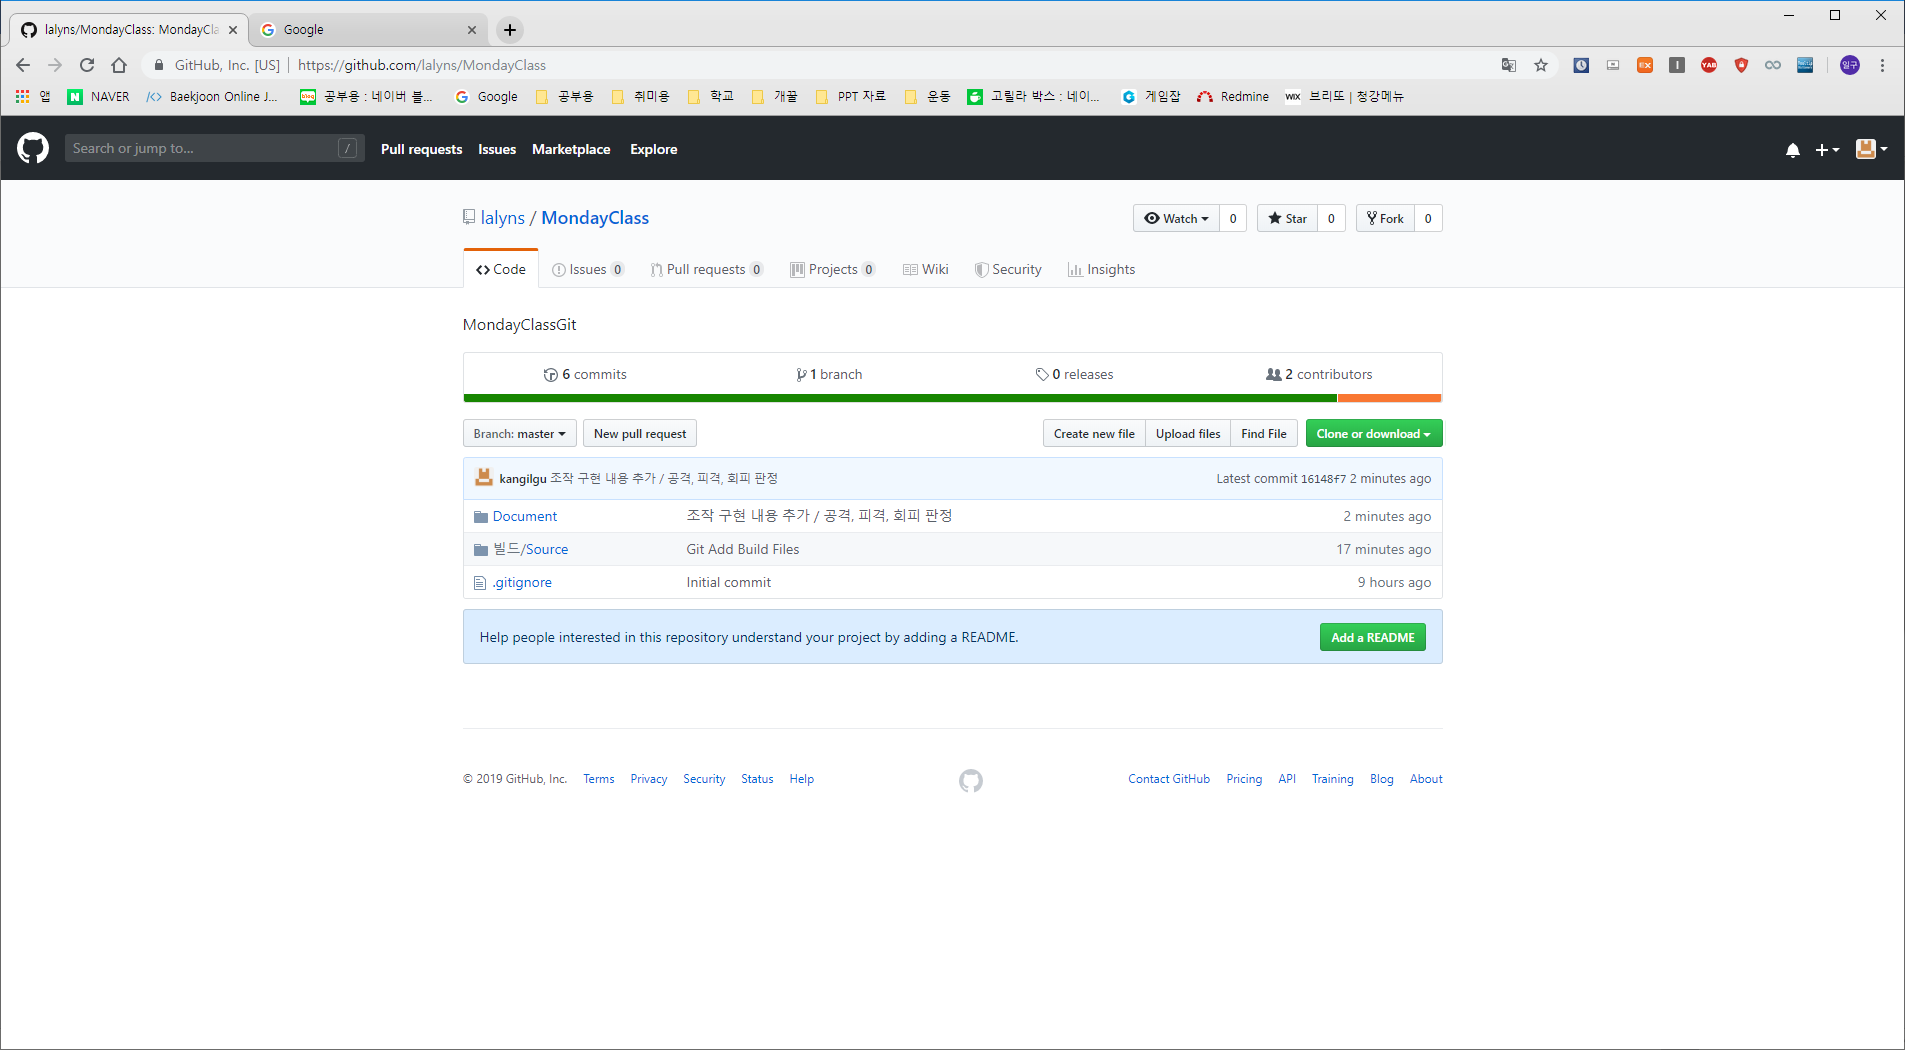 lalyns/MondayClass: MondayCla
Google
GitHub, Inc. [US] | https://github.com/lalyns/MondayClass
EX
YAB
일구
앱 NAVER Baekjoon Online J... 공부용 : 네이버 블... Google 공부용 취미용 학교 개꿀 PPT 자료 운동 고릴라 박스 : 네이... 게임잡 Redmine WIX 브리또 | 청강메뉴
Search or jump to... / Pull requests Issues Marketplace Explore
lalyns / MondayClass Watch 0 Star 0 Fork 0
Code Issues 0 Pull requests 0 Projects 0 Wiki Security Insights
MondayClassGit
6 commits 1 branch 0 releases 2 contributors
Branch: master New pull request Create new file Upload files Find File Clone or download
kangilgu 조작 구현 내용 추가 / 공격, 피격, 회피 판정 Latest commit 16148f7 2 minutes ago
Document 조작 구현 내용 추가 / 공격, 피격, 회피 판정 2 minutes ago
빌드/Source Git Add Build Files 17 minutes ago
.gitignore Initial commit 9 hours ago
Help people interested in this repository understand your project by adding a README. Add a README
© 2019 GitHub, Inc. Terms Privacy Security Status Help Contact GitHub Pricing API Training Blog About